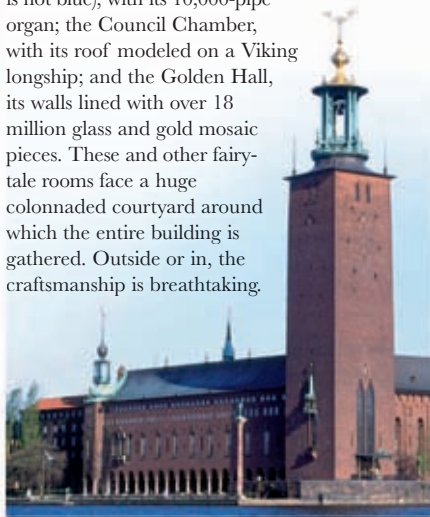 is not blue), with its 10,000-pipe
organ; the Council Chamber,
with its roof modeled on a Viking
longship; and the Golden Hall,
its walls lined with over 18
million glass and gold mosaic
pieces. These and other fairy-
tale rooms face a huge
colonnaded courtyard around
which the entire building is
gathered. Outside or in, the
craftsmanship is breathtaking.